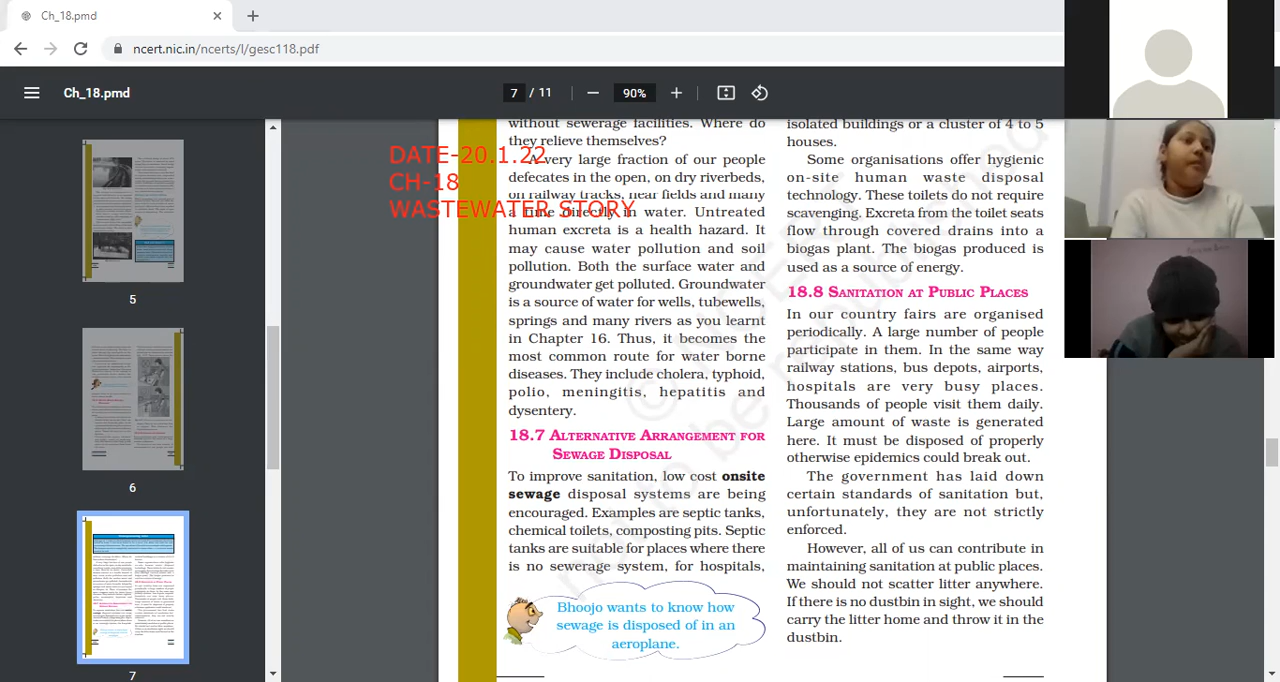 Ch_18.pmd
ncert.nic.in/ncerts/l/gesc118.pdf
Ch_18.pmd
7 / 11
90%
5
6
7
DATE-20.1.22
CH-18
WASTEWATER STORY
without sewerage facilities. Where do
they relieve themselves?
A very large fraction of our people
defecates in the open, on dry riverbeds,
on railway tracks, near fields and many
a time directly in water. Untreated
human excreta is a health hazard. It
may cause water pollution and soil
pollution. Both the surface water and
groundwater get polluted. Groundwater
is a source of water for wells, tubewells,
springs and many rivers as you learnt
in Chapter 16. Thus, it becomes the
most common route for water borne
diseases. They include cholera, typhoid,
polio, meningitis, hepatitis and
dysentery.
18.7 ALTERNATIVE ARRANGEMENT FOR
SEWAGE DISPOSAL
To improve sanitation, low cost onsite
sewage disposal systems are being
encouraged. Examples are septic tanks,
chemical toilets, composting pits. Septic
tanks are suitable for places where there
is no sewerage system, for hospitals,
Bhoojo wants to know how
sewage is disposed of in an
aeroplane.
isolated buildings or a cluster of 4 to 5
houses.
Some organisations offer hygienic
on-site human waste disposal
technology. These toilets do not require
scavenging. Excreta from the toilet seats
flow through covered drains into a
biogas plant. The biogas produced is
used as a source of energy.
18.8 SANITATION AT PUBLIC PLACES
In our country fairs are organised
periodically. A large number of people
participate in them. In the same way
railway stations, bus depots, airports,
hospitals are very busy places.
Thousands of people visit them daily.
Large amount of waste is generated
here. It must be disposed of properly
otherwise epidemics could break out.
The government has laid down
certain standards of sanitation but,
unfortunately, they are not strictly
enforced.
However, all of us can contribute in
maintaining sanitation at public places.
We should not scatter litter anywhere.
If there is no dustbin in sight, we should
carry the litter home and throw it in the
dustbin.